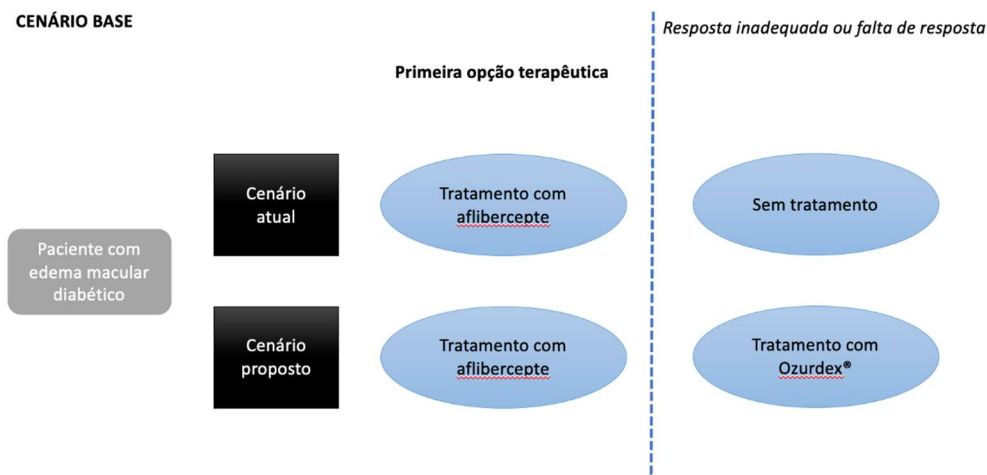 CENÁRIO BASE
Resposta inadequada ou falta de resposta
Primeira opção terapêutica
Cenário
atual
Tratamento com
aflibercepte
Sem tratamento
Paciente com
edema macular
diabético
Cenário
proposto
Tratamento com
aflibercepte
Tratamento com
Ozurdex®